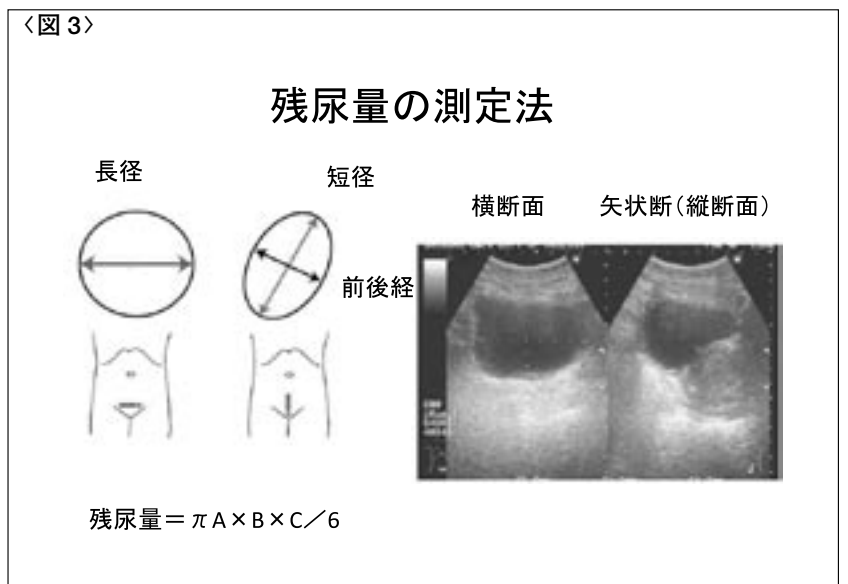 〈図 3〉
残尿量の測定法
長径
短径
前後経
横断面
矢状断（縦断面）
残尿量＝πA×B×C／6